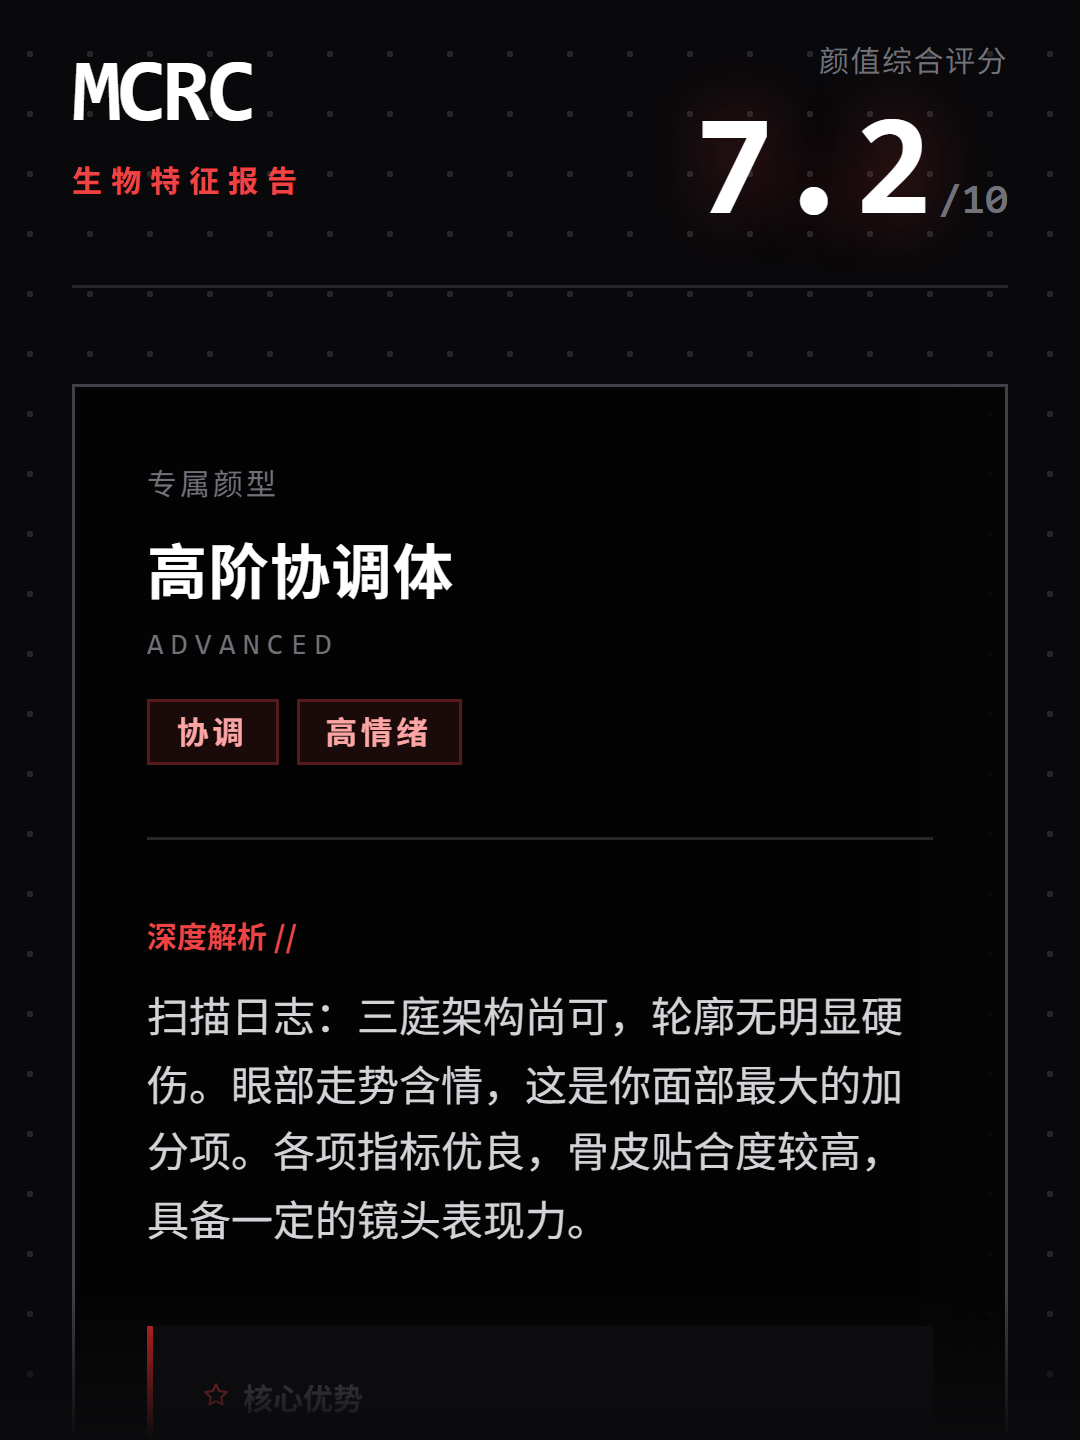 MCRC
生物特征报告
颜值综合评分
7.2/10
专属颜型
高阶协调体
ADVANCED
协调 高情绪
深度解析 //
扫描日志：三庭架构尚可，轮廓无明显硬
伤。眼部走势含情，这是你面部最大的加
分项。各项指标优良，骨皮贴合度较高，
具备一定的镜头表现力。
核心优势